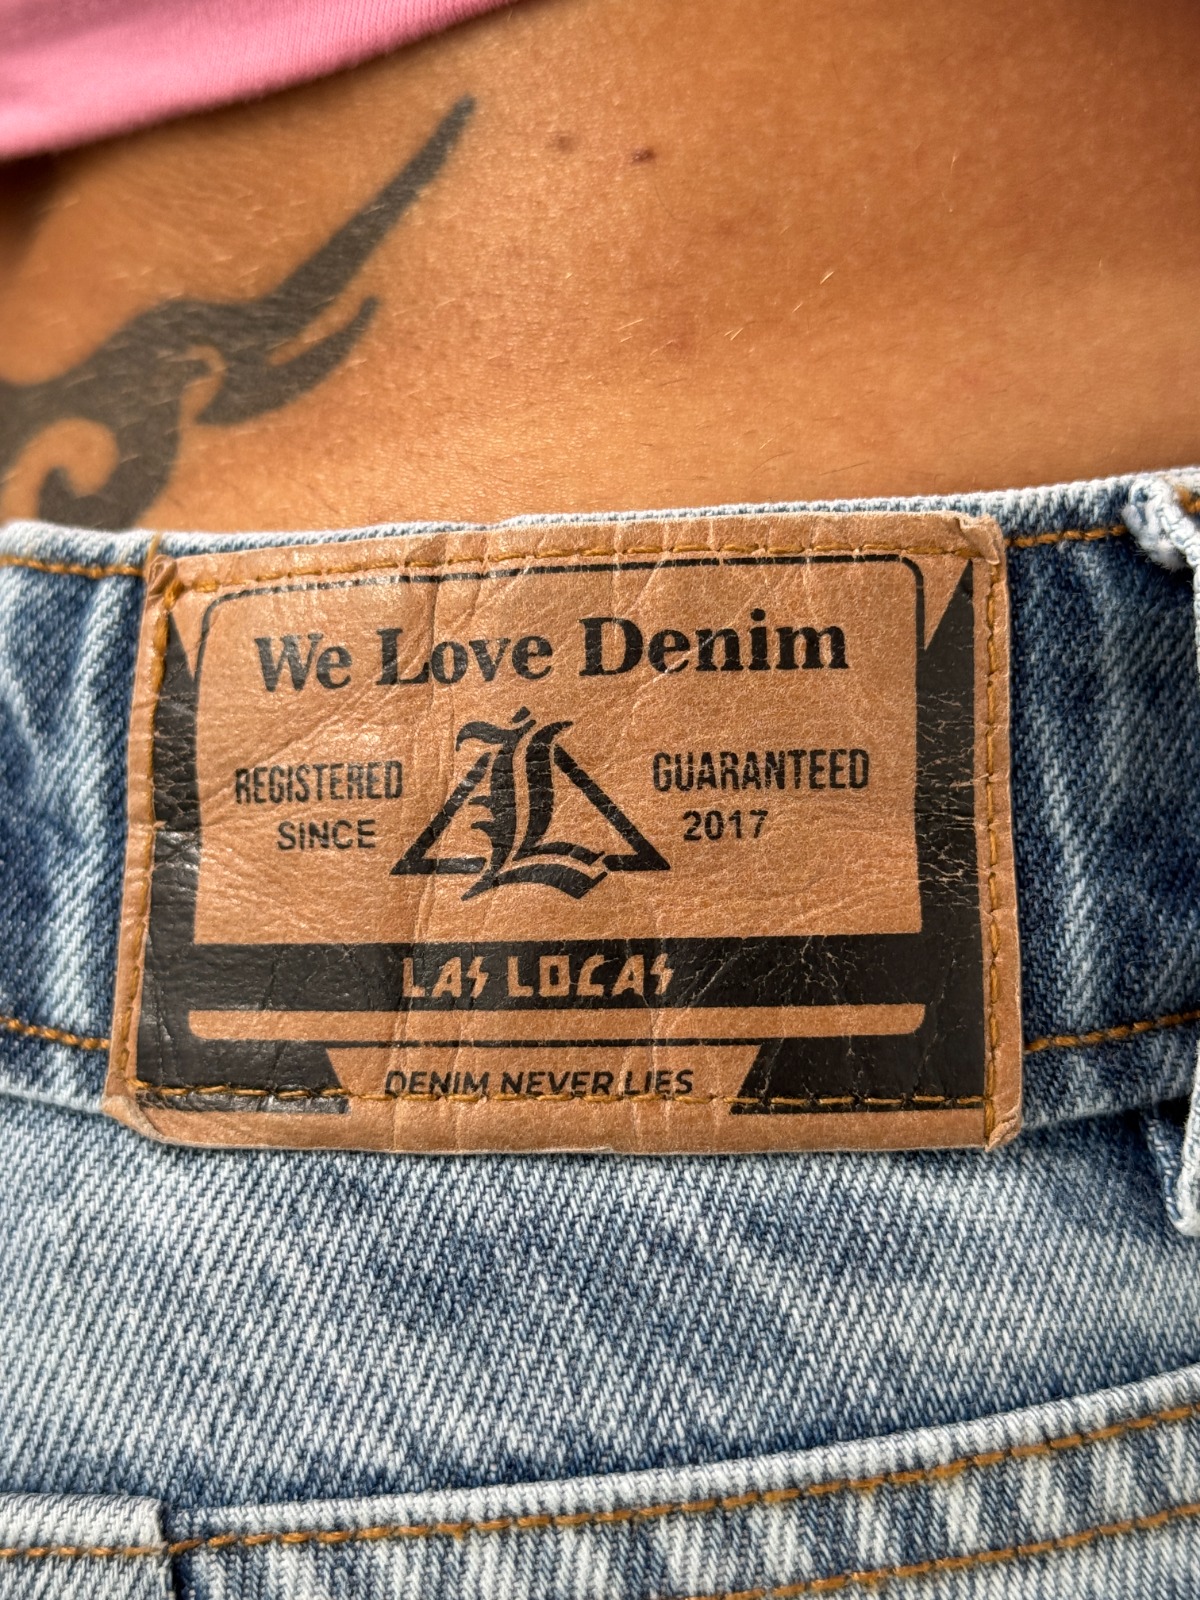 We Love Denim
REGISTERED
SINCE
L
GUARANTEED
2017
LAS LOCAS
DENIM NEVER LIES